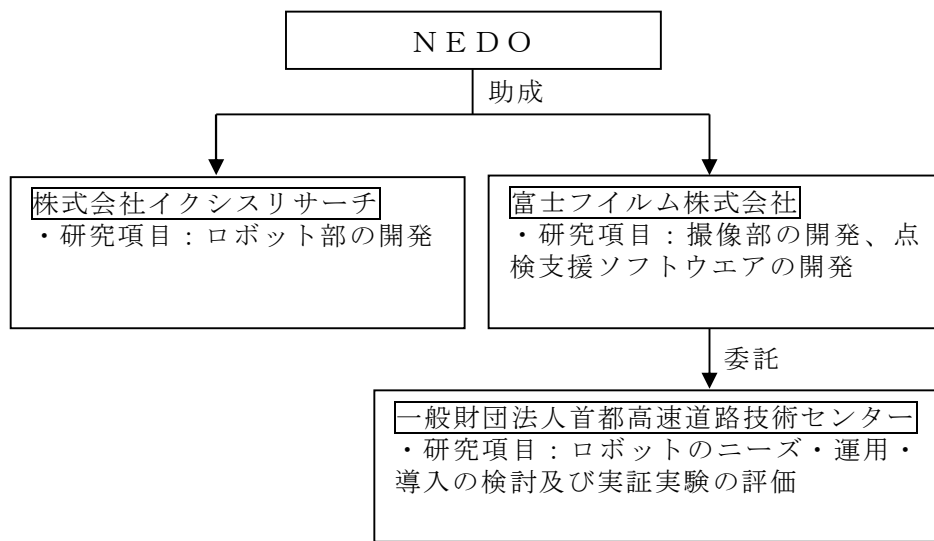 ＮＥＤＯ
助成
株式会社イクシスリサーチ
・研究項目：ロボット部の開発
富士フイルム株式会社
・研究項目：撮像部の開発、点
検支援ソフトウエアの開発
委託
一般財団法人首都高速道路技術センター
・研究項目：ロボットのニーズ・運用・
導入の検討及び実証実験の評価